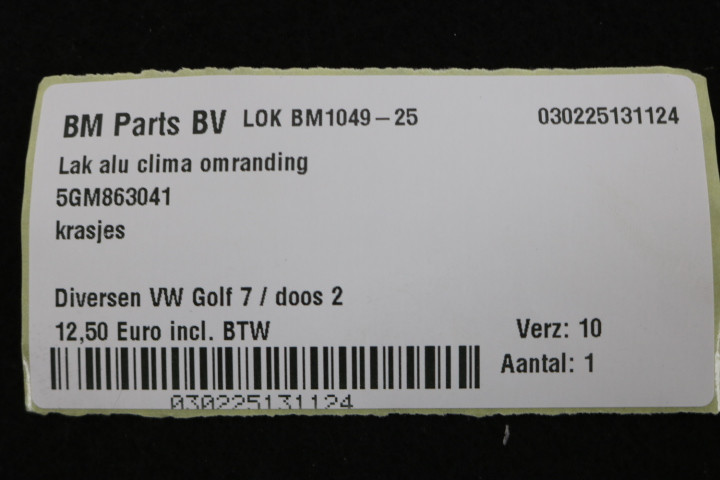 BM Parts BV LOK BM1049-25 030225131124
Lak alu clima omranding
5GM863041
krasjes
Diversen VW Golf 7 / doos 2
12,50 Euro incl. BTW Verz: 10
Aantal: 1
030225131124